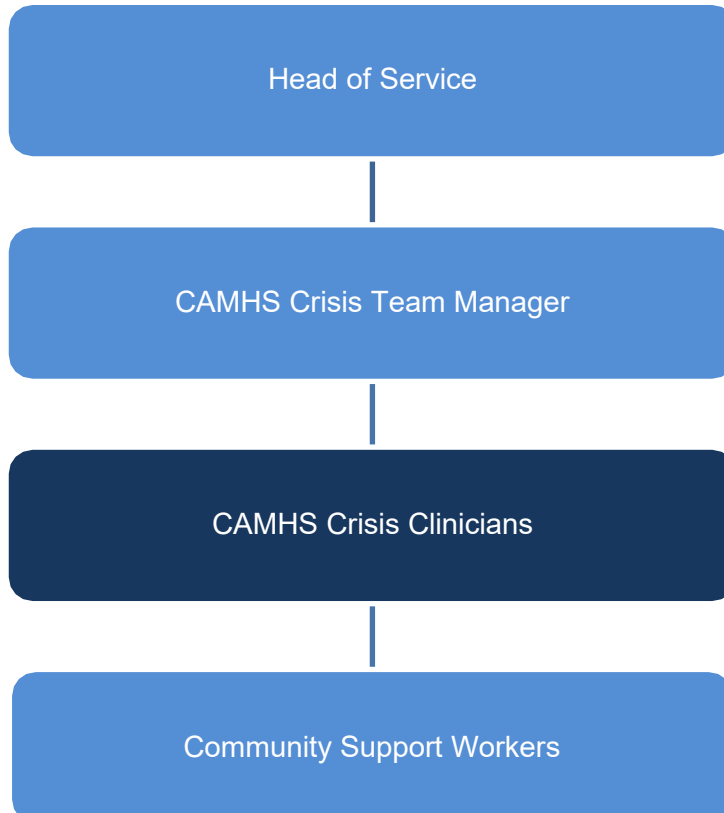 Head of Service
CAMHS Crisis Team Manager
CAMHS Crisis Clinicians
Community Support Workers